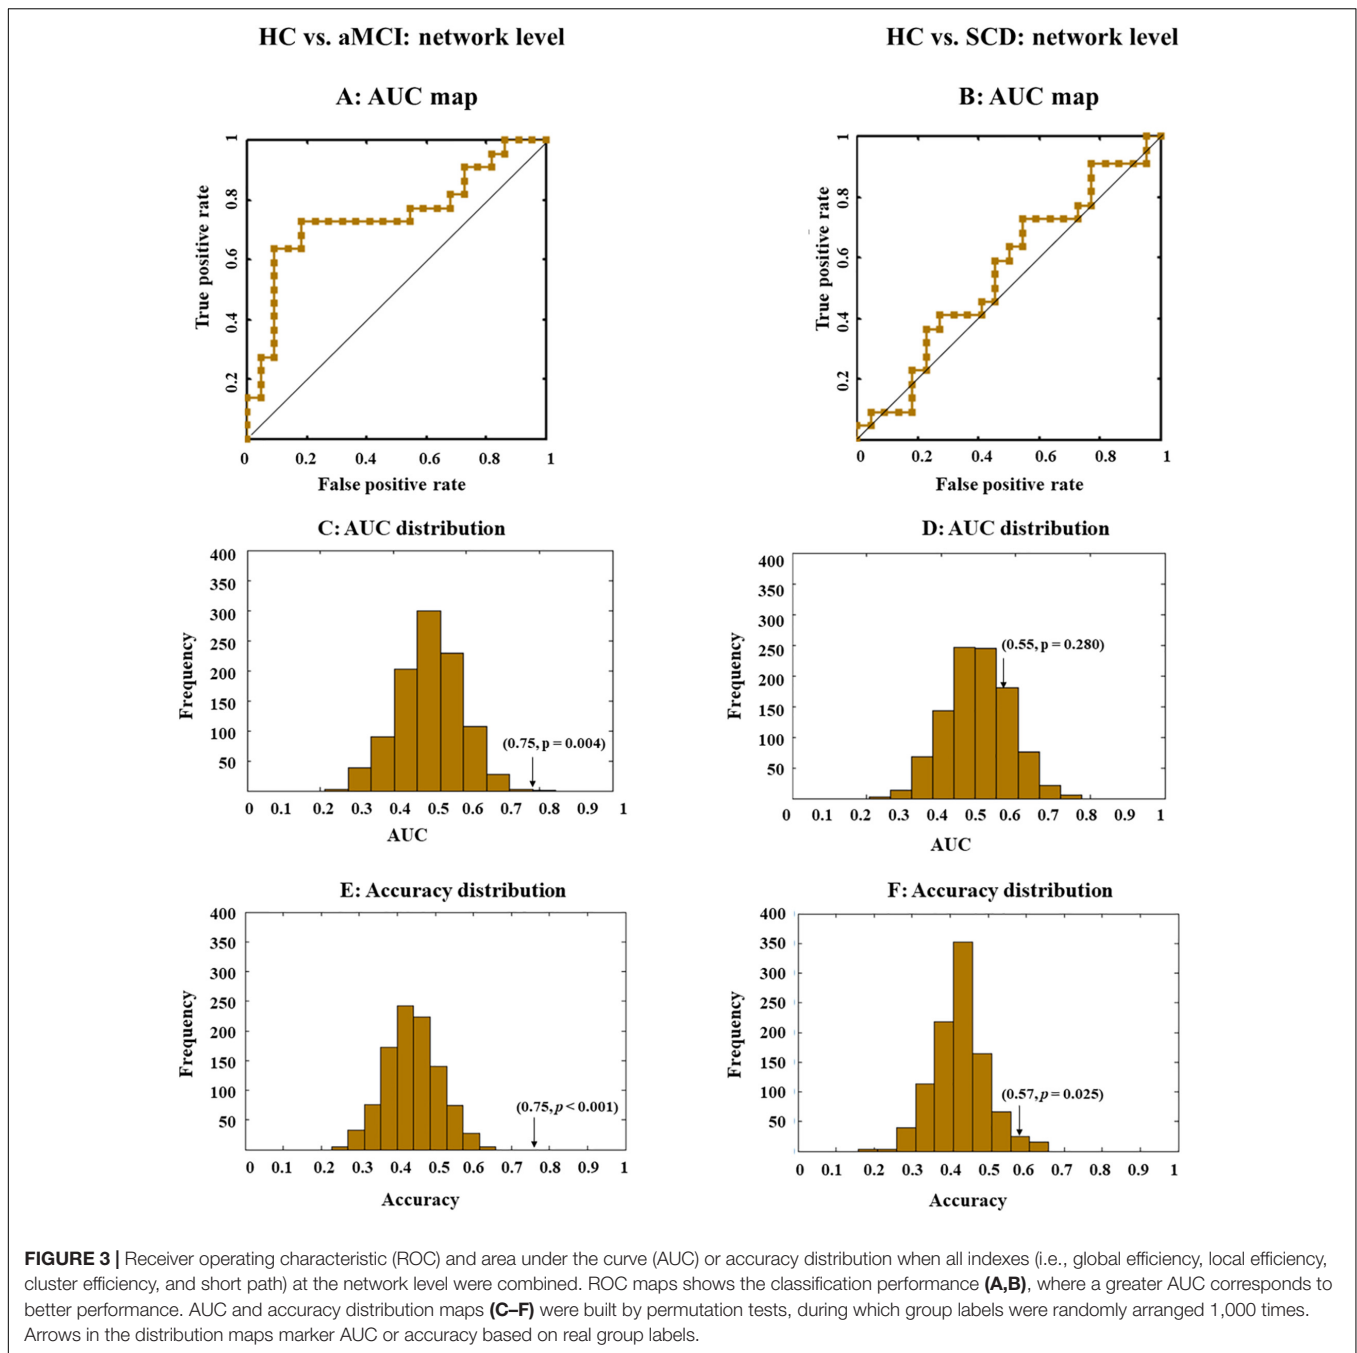 HC vs. aMCI: network level
HC vs. SCD: network level
A: AUC map
B: AUC map
1
0.8
0.6
0.4
0.2
True positive rate
0 0.2 0.4 0.6 0.8 1
False positive rate
1
0.8
0.6
0.4
0.2
True positive rate
0 0.2 0.4 0.6 0.8 1
False positive rate
C: AUC distribution
400
350
300
250
200
150
100
50
Frequency
(0.75, p = 0.004)
0 0.1 0.2 0.3 0.4 0.5 0.6 0.7 0.8 0.9 1
AUC
D: AUC distribution
400
350
300
250
200
150
100
50
Frequency
(0.55, p = 0.280)
0 0.1 0.2 0.3 0.4 0.5 0.6 0.7 0.8 0.9 1
AUC
E: Accuracy distribution
400
350
300
250
200
150
100
50
Frequency
(0.75, p < 0.001)
0 0.1 0.2 0.3 0.4 0.5 0.6 0.7 0.8 0.9 1
Accuracy
F: Accuracy distribution
400
350
300
250
200
150
100
50
Frequency
(0.57, p = 0.025)
0 0.1 0.2 0.3 0.4 0.5 0.6 0.7 0.8 0.9 1
Accuracy
FIGURE 3 | Receiver operating characteristic (ROC) and area under the curve (AUC) or accuracy distribution when all indexes (i.e., global efficiency, local efficiency,
cluster efficiency, and short path) at the network level were combined. ROC maps shows the classification performance (A,B), where a greater AUC corresponds to
better performance. AUC and accuracy distribution maps (C–F) were built by permutation tests, during which group labels were randomly arranged 1,000 times.
Arrows in the distribution maps marker AUC or accuracy based on real group labels.